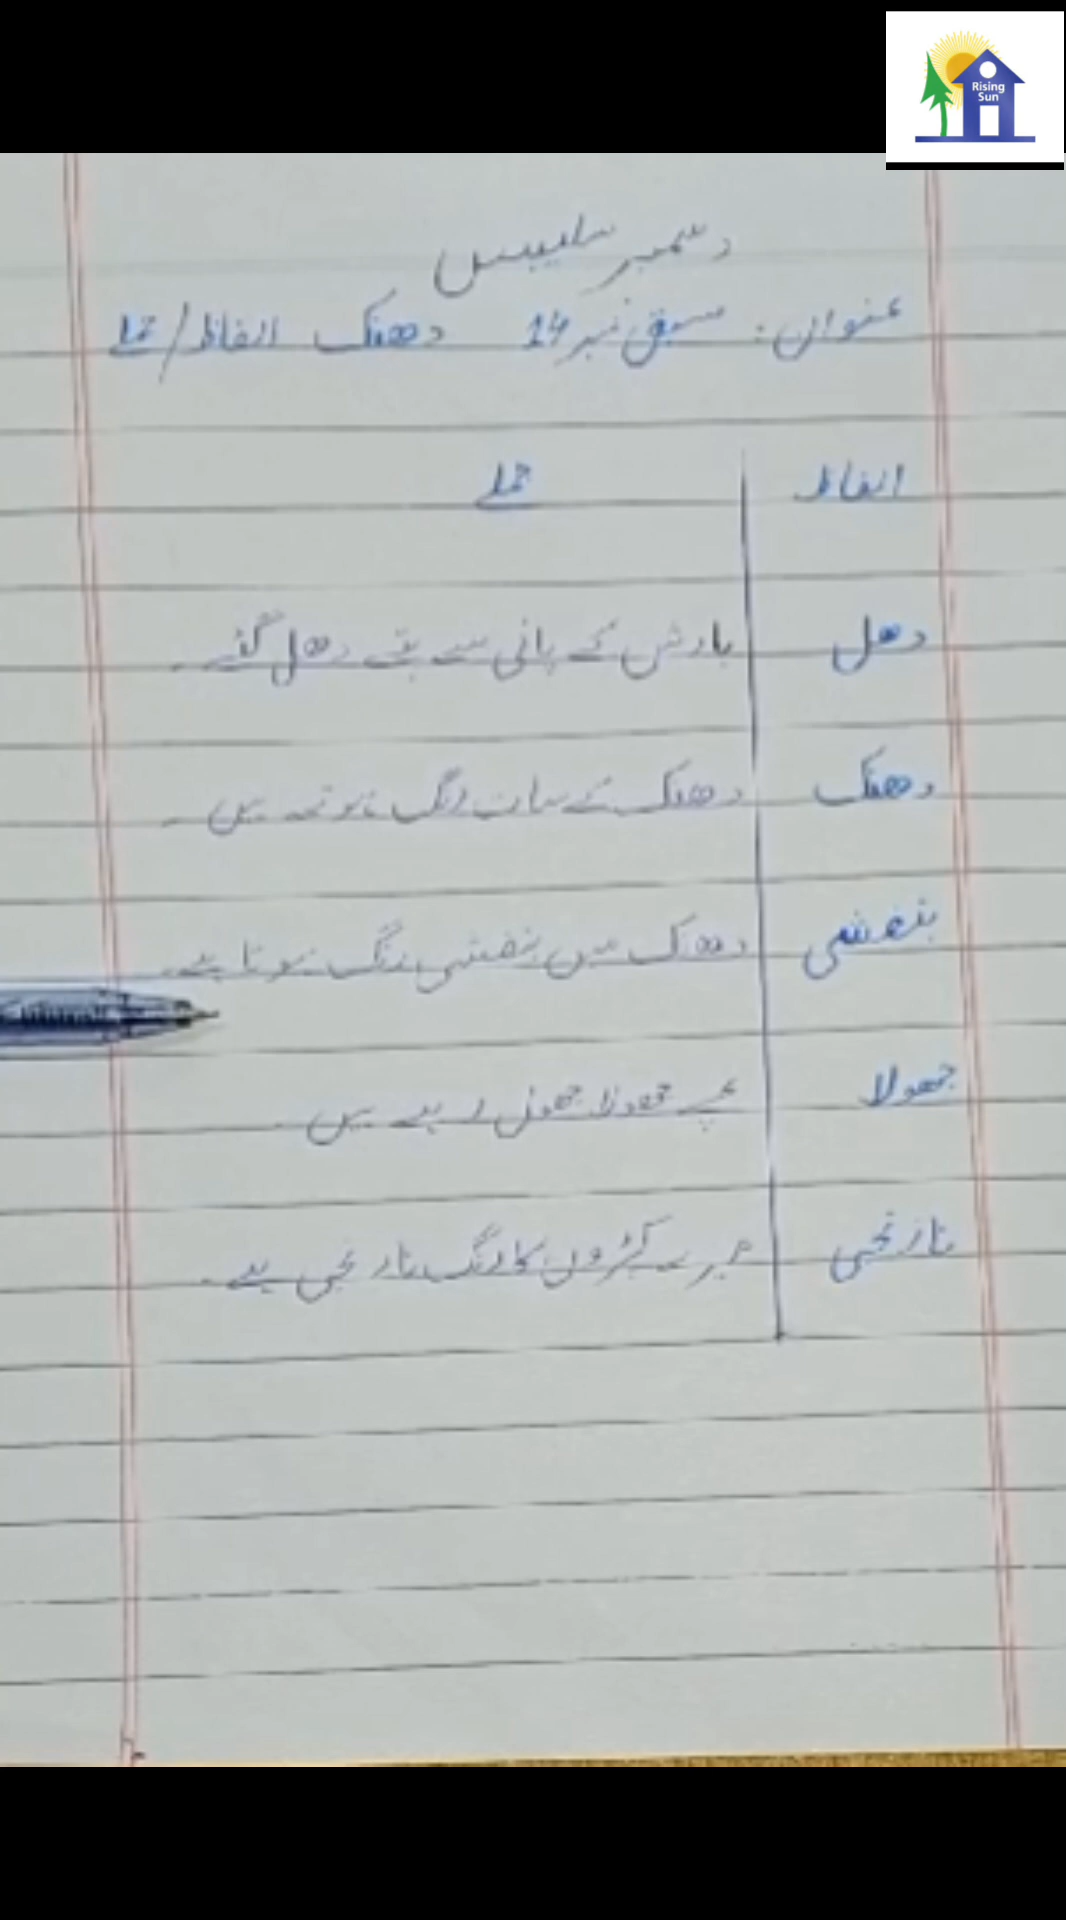 Rising
Sun
دسمبر سلیبس
عنوان: سبق نمبر 14 دھنک الفاظ/جملے
الفاظ جملے
دھل بارش کے پانی سے پتے دھل گئے۔
دھنک دھنک کے سات رنگ ہوتے ہیں۔
بنفشی دھنک میں بنفشی رنگ ہوتا ہے۔
جھولا بچے جھولا جھول رہے ہیں
نارنجی میرے کپڑوں کا رنگ نارنجی ہے۔